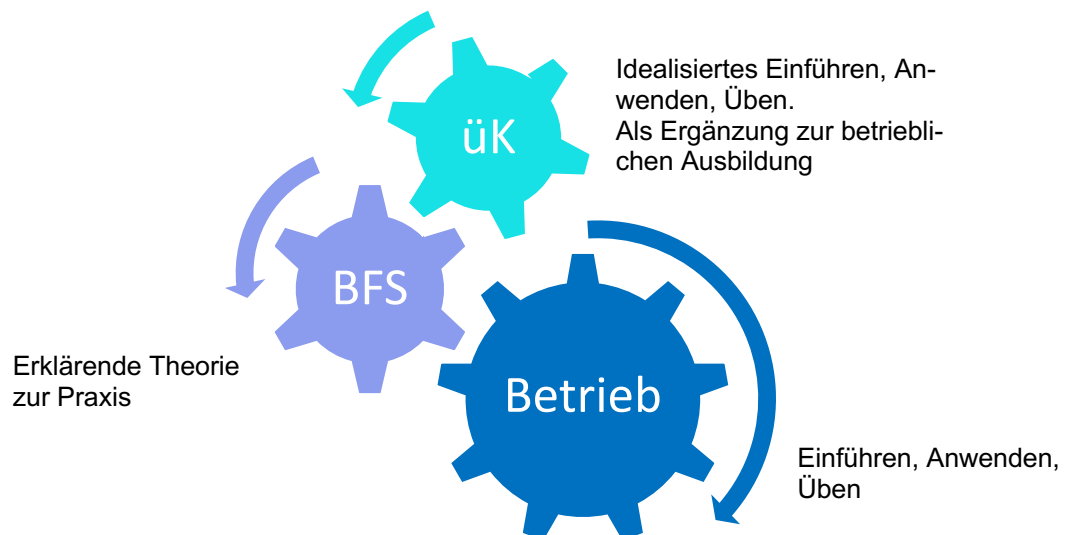 üK
Idealisiertes Einführen, An-
wenden, Üben.
Als Ergänzung zur betriebli-
chen Ausbildung
BFS
Erklärende Theorie
zur Praxis
Betrieb
Einführen, Anwenden,
Üben